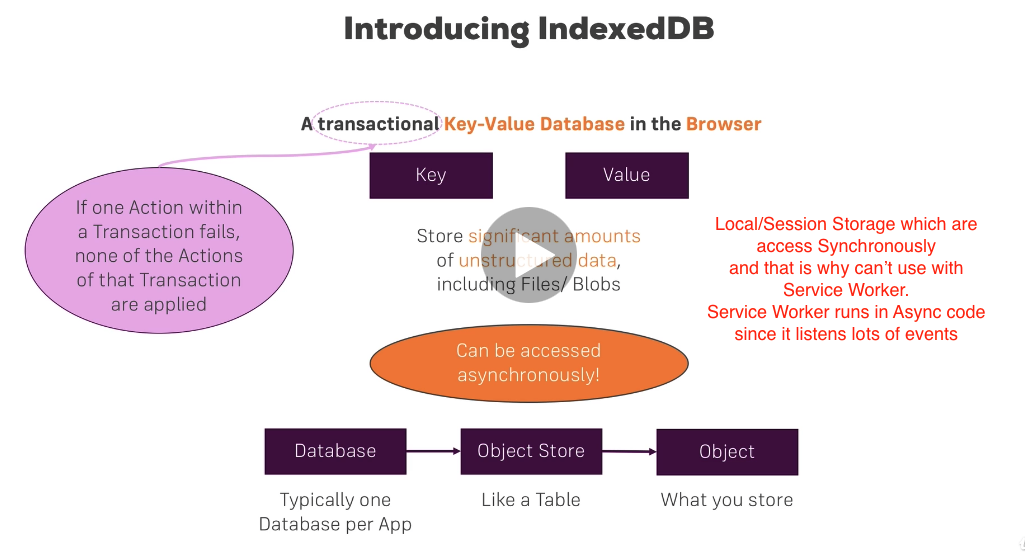 Introducing IndexedDB
A transactional Key-Value Database in the Browser
Key
Value
If one Action within
a Transaction fails,
none of the Actions
of that Transaction
are applied
Store significant amounts
of unstructured data,
including Files/ Blobs
Local/Session Storage which are
access Synchronously
and that is why can't use with
Service Worker.
Service Worker runs in Async code
since it listens lots of events
Can be accessed
asynchronously!
Database
Object Store
Object
Typically one
Database per App
Like a Table
What you store